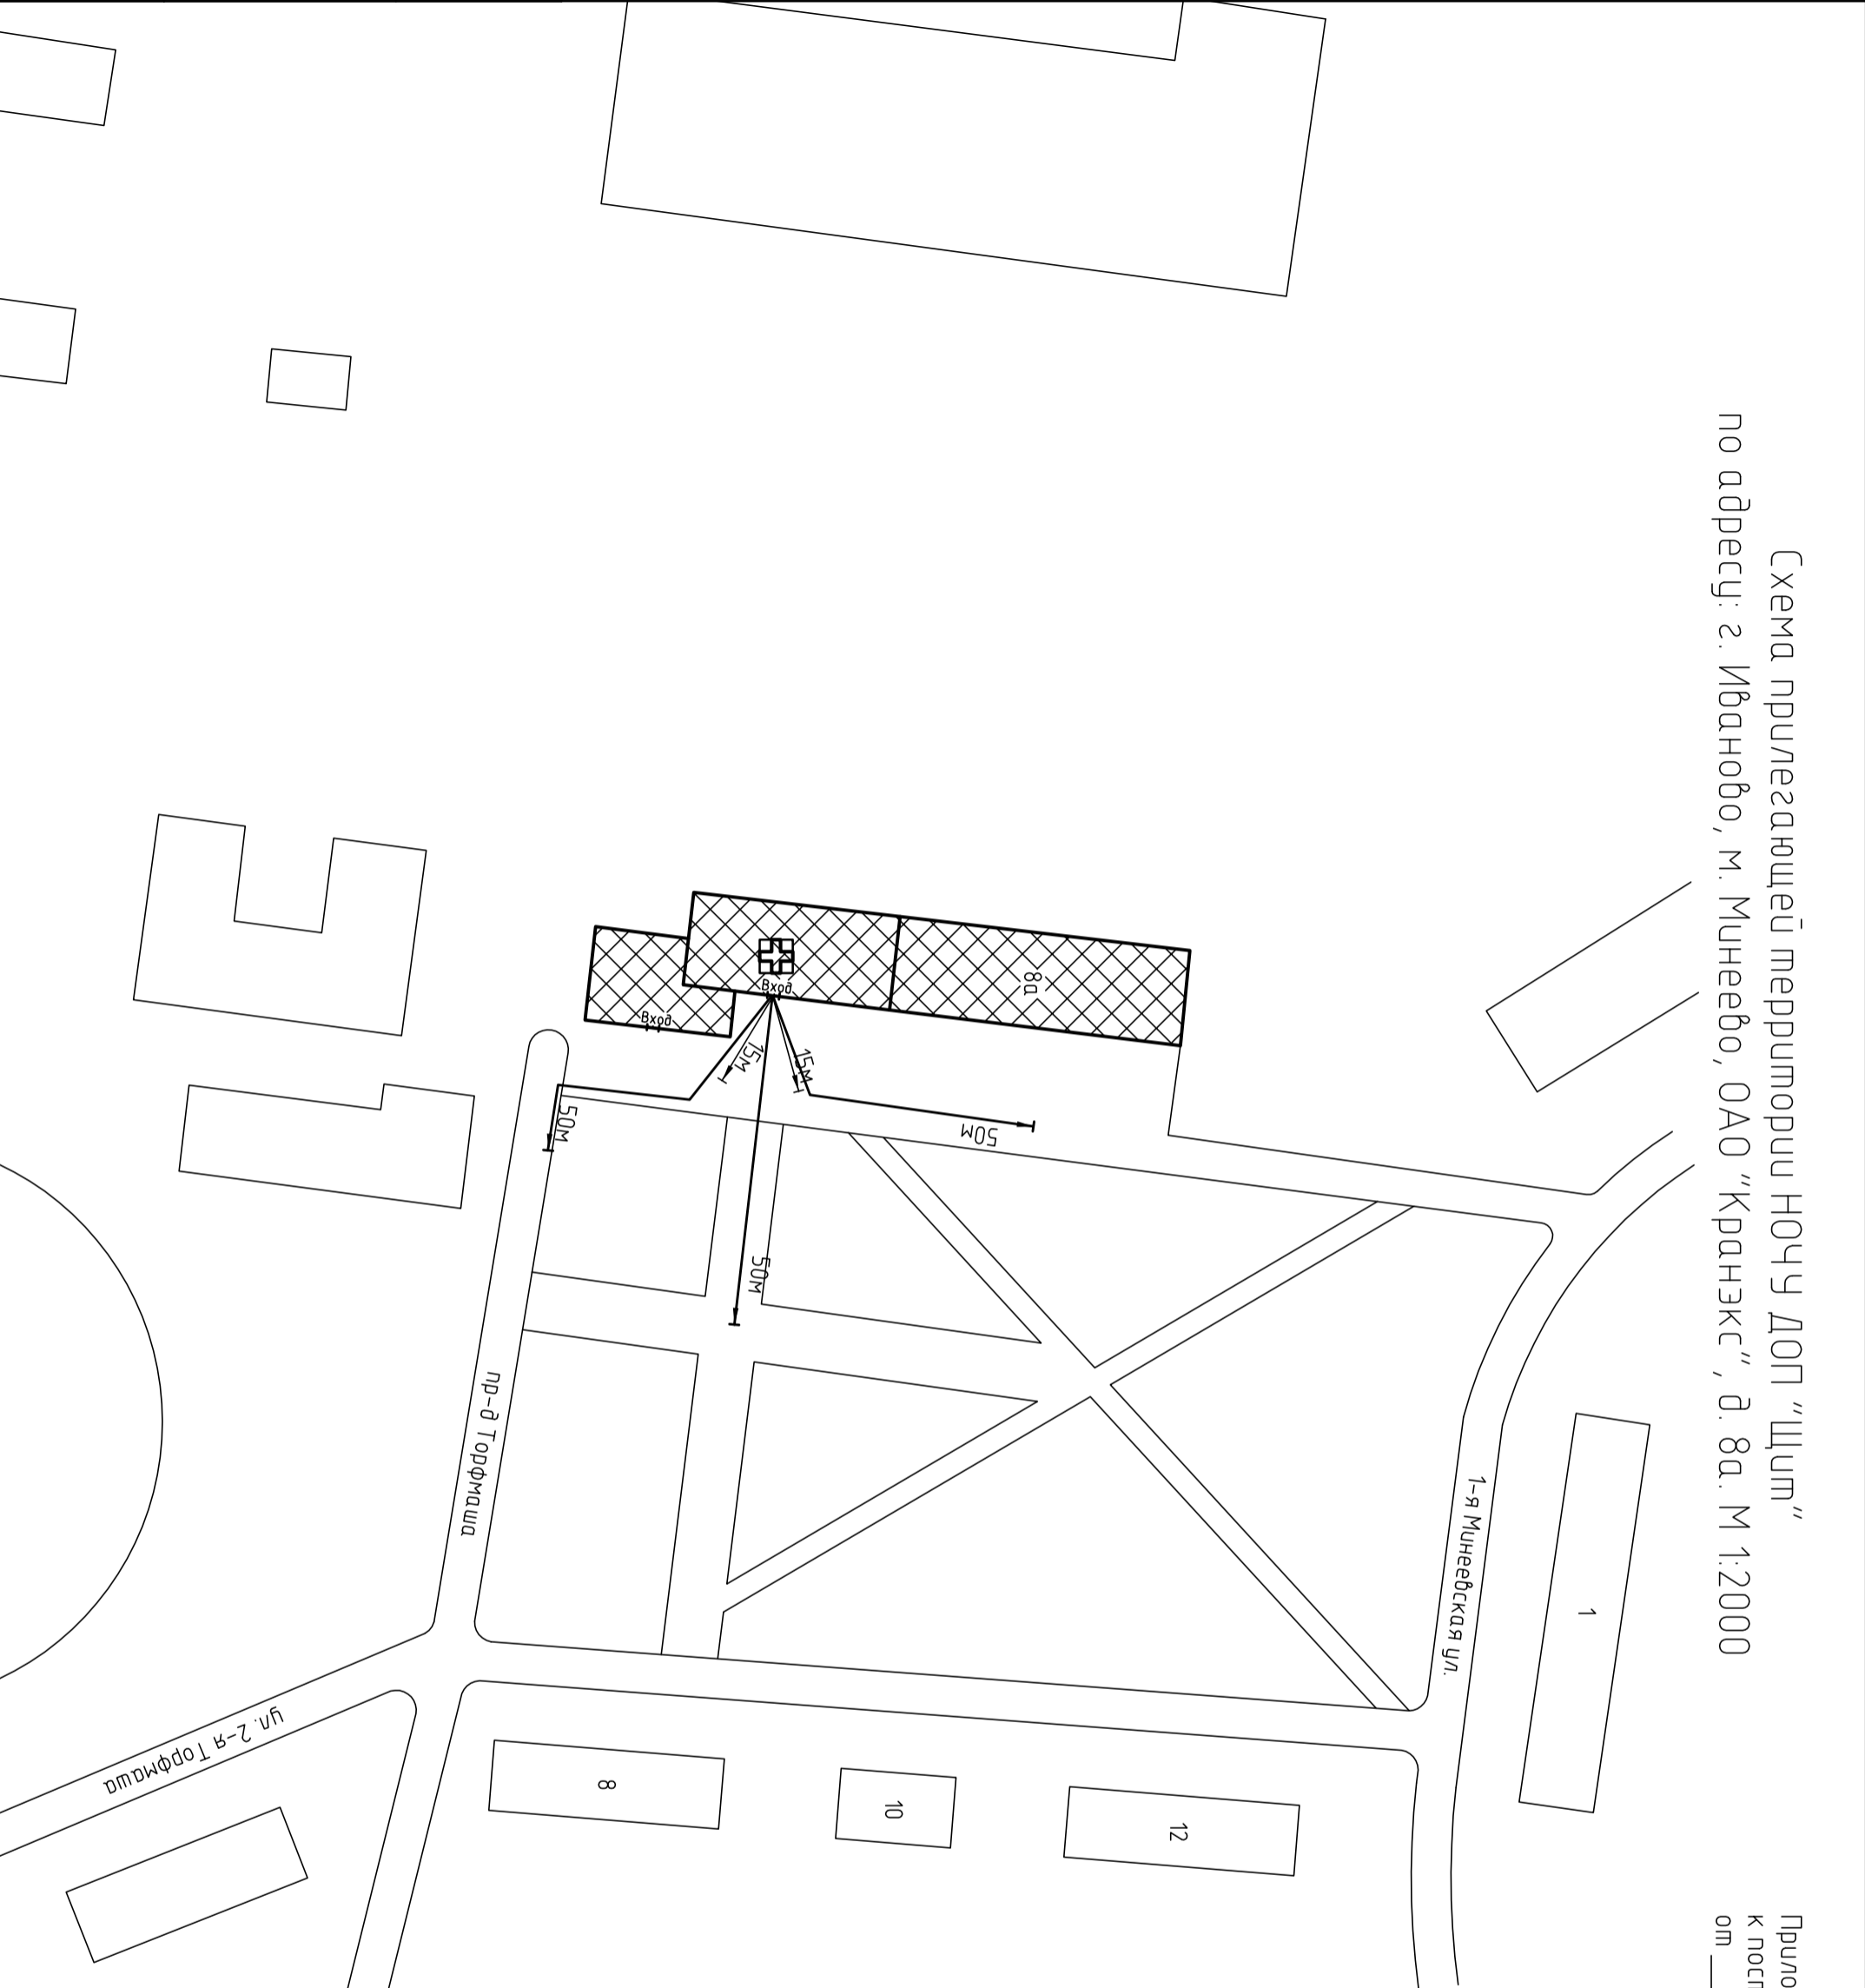 Схема прилегающей территории НОЧУ ДОП "Щит"
по адресу: г. Иваново, м. Минеево, ОАО "Кранэкс", д. 8а. М 1:2000
8а
Вход
Вход
15м
15м
50м
50м
50м
пр-д Торфмаша
1-я Минеевская ул.
1
ул. 2-я Торфмаша
8
10
12
к
от